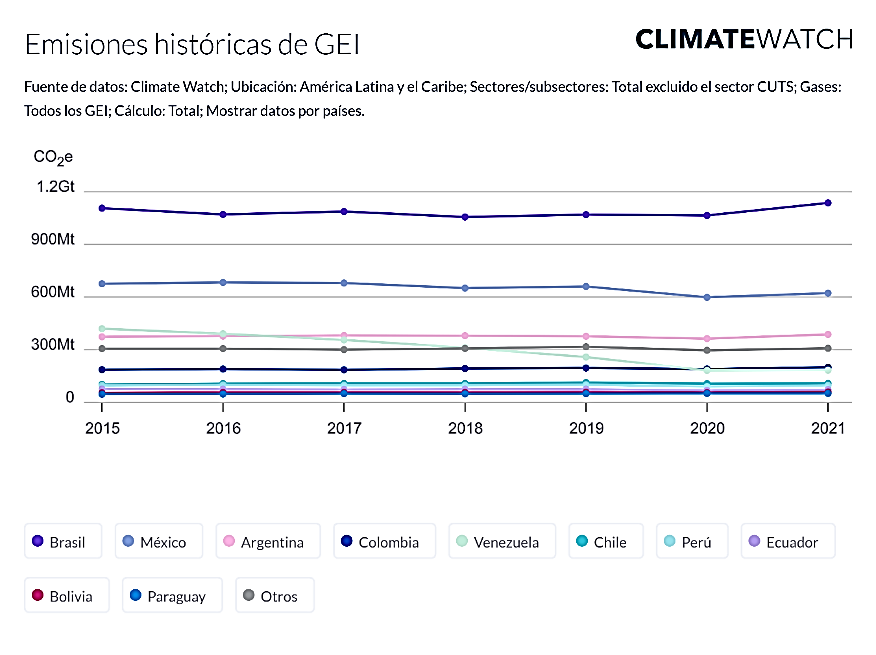 Emisiones históricas de GEI
CLIMATEWATCH
Fuente de datos: Climate Watch; Ubicación: América Latina y el Caribe; Sectores/subsectores: Total excluido el sector CUTS; Gases:
Todos los GEI; Cálculo: Total; Mostrar datos por países.
CO₂e
1.2Gt
900Mt
600Mt
300Mt
0
2015 2016 2017 2018 2019 2020 2021
Brasil México Argentina Colombia Venezuela Chile Perú Ecuador
Bolivia Paraguay Otros